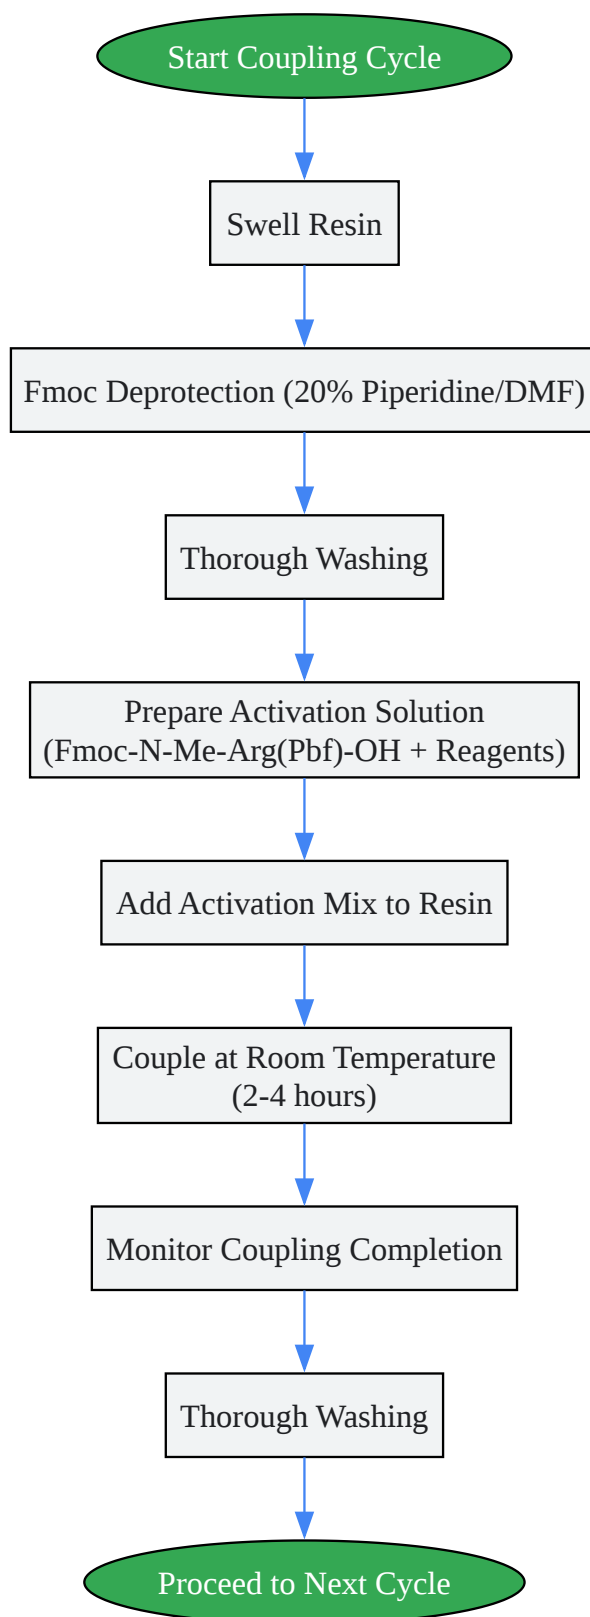 Start Coupling Cycle
Swell Resin
Fmoc Deprotection (20% Piperidine/DMF)
Thorough Washing
Prepare Activation Solution
(Fmoc-N-Me-Arg(Pbf)-OH + Reagents)
Add Activation Mix to Resin
Couple at Room Temperature
(2-4 hours)
Monitor Coupling Completion
Thorough Washing
Proceed to Next Cycle